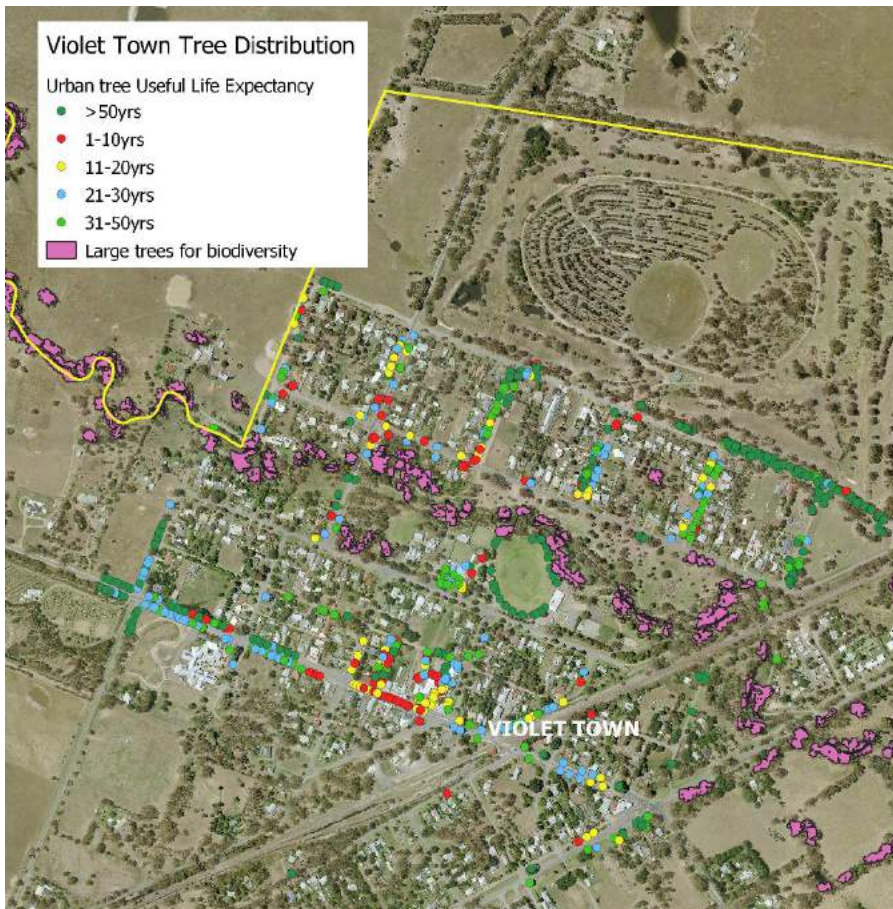 Violet Town Tree Distribution
Urban tree Useful Life Expectancy
>50yrs
1-10yrs
11-20yrs
21-30yrs
31-50yrs
Large trees for biodiversity
VIOLET TOWN